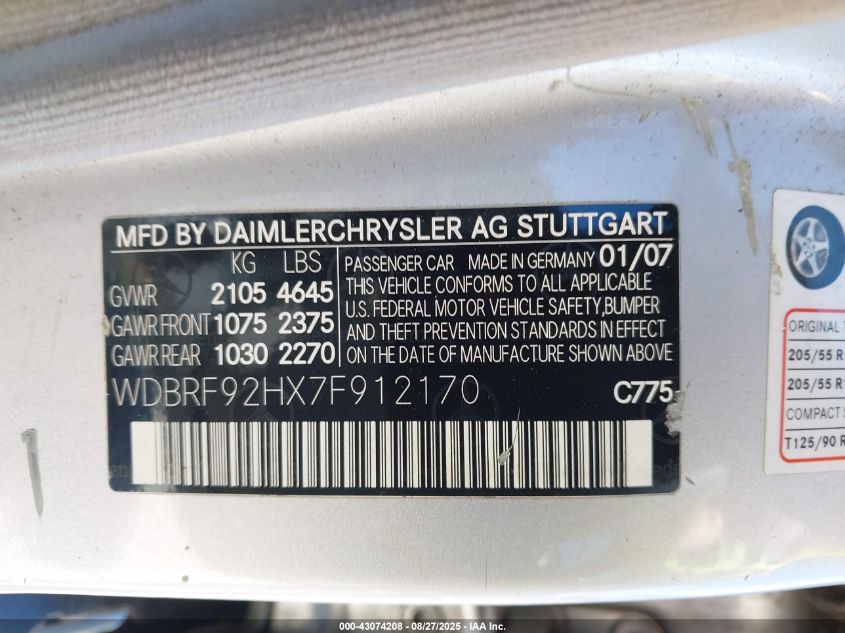 MFD BY DAIMLERCHRYSLER AG STUTTGART
KG LBS
GVWR 2105 4645
GAWR FRONT 1075 2375
GAWR REAR 1030 2270
PASSENGER CAR MADE IN GERMANY 01/07
THIS VEHICLE CONFORMS TO ALL APPLICABLE
U.S. FEDERAL MOTOR VEHICLE SAFETY, BUMPER
AND THEFT PREVENTION STANDARDS IN EFFECT
ON THE DATE OF MANUFACTURE SHOWN ABOVE
WDBRF92HX7F912170 C775
ORIGINAL
205/55 R
205/55 R
COMPACT
T125/90 R
000-43074208 - 08/27/2025 - IAA Inc.